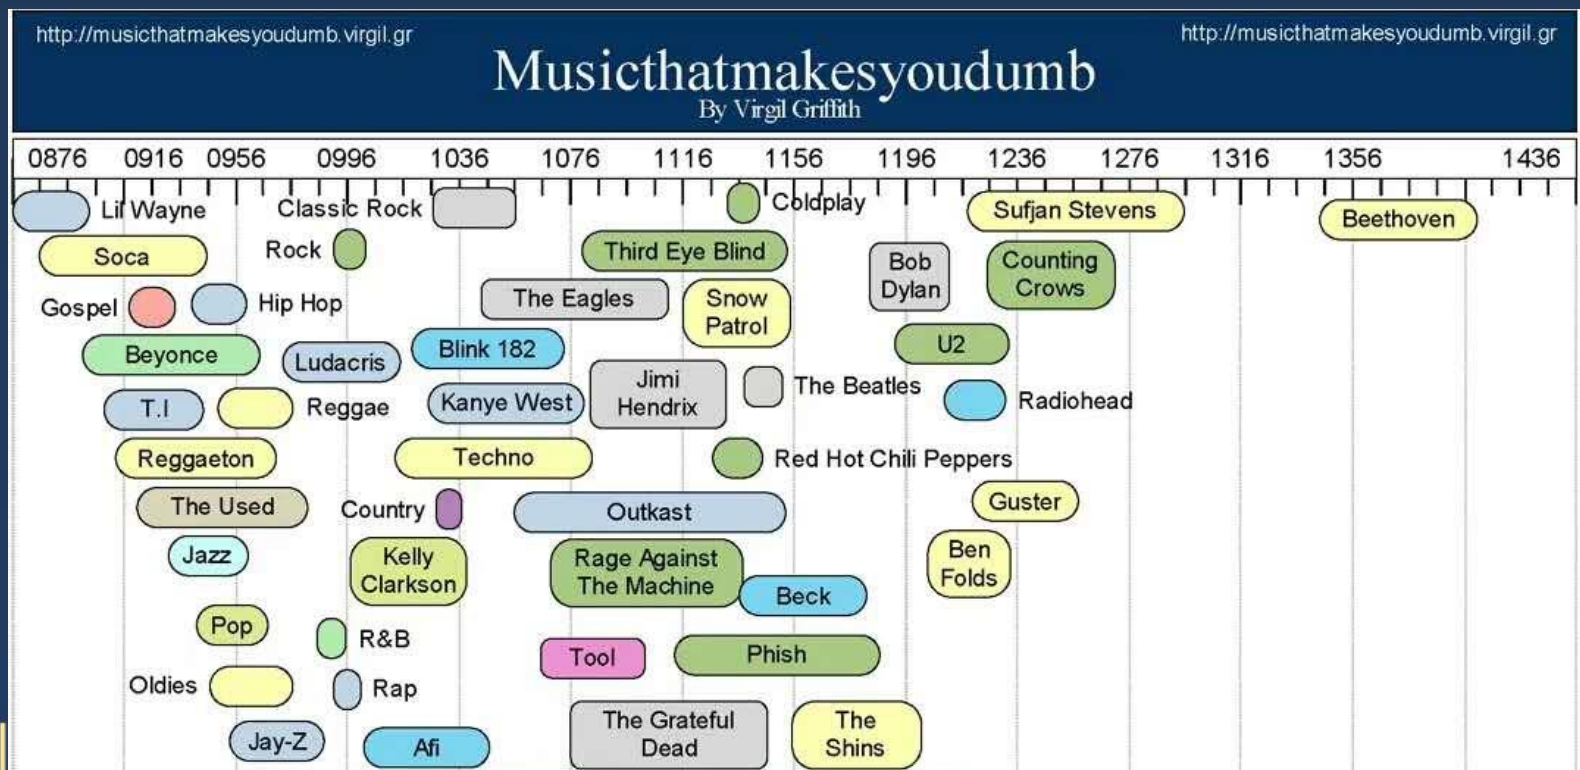 http://musicthatmakesyoudumb.virgil.gr
http://musicthatmakesyoudumb.virgil.gr
Musicthatmakesyoudumb
By Virgil Griffith
0876 0916 0956 0996 1036 1076 1116 1156 1196 1236 1276 1316 1356 1436
Lil Wayne
Classic Rock
Coldplay
Sufjan Stevens
Beethoven
Soca
Rock
Third Eye Blind
Bob
Dylan
Counting
Crows
Gospel
Hip Hop
The Eagles
Snow
Patrol
Beyonce
Ludacris
Blink 182
U2
T.I
Reggae
Kanye West
Jimi
Hendrix
The Beatles
Radiohead
Reggaeton
Techno
Red Hot Chili Peppers
The Used
Country
Outkast
Guster
Jazz
Kelly
Clarkson
Rage Against
The Machine
Beck
Ben
Folds
Pop
R&B
Tool
Phish
Oldies
Rap
Jay-Z
Afi
The Grateful
Dead
The
Shins